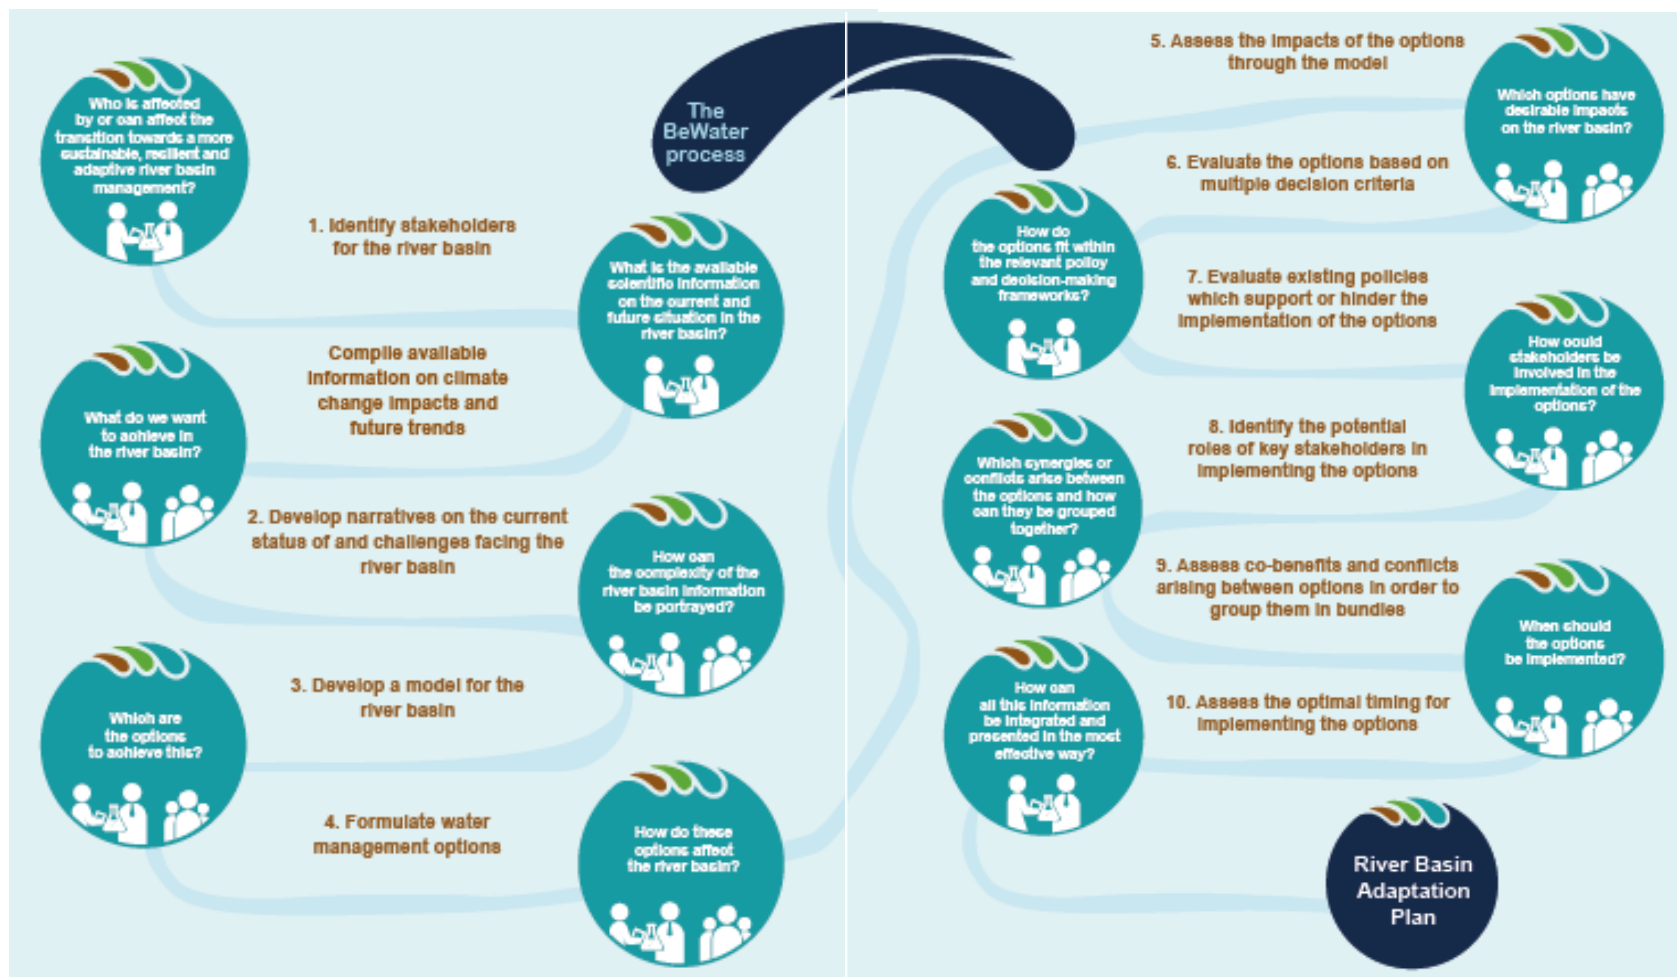 The
BeWater
process
Who is affected
by or can affect the
transition towards a more
sustainable, resilient and
adaptive river basin
management?
1. Identify stakeholders
for the river basin
What is the available
scientific information
on the current and
future situation in the
river basin?
Compile available
information on climate
change impacts and
future trends
What do we want
to achieve in
the river basin?
2. Develop narratives on the current
status of and challenges facing the
river basin
How can
the complexity of the
river basin information
be portrayed?
3. Develop a model for the
river basin
Which are
the options
to achieve this?
4. Formulate water
management options
How do these
options affect
the river basin?
5. Assess the impacts of the options
through the model
Which options have
desirable impacts
on the river basin?
6. Evaluate the options based on
multiple decision criteria
How do
the options fit within
the relevant policy
and decision-making
frameworks?
7. Evaluate existing policies
which support or hinder the
implementation of the options
How could
stakeholders be
involved in the
implementation of the
options?
8. Identify the potential
roles of key stakeholders in
implementing the options
Which synergies or
conflicts arise between
the options and how
can they be grouped
together?
9. Assess co-benefits and conflicts
arising between options in order to
group them in bundles
When should
the options
be implemented?
10. Assess the optimal timing for
implementing the options
How can
all this information
be integrated and
presented in the most
effective way?
River Basin
Adaptation
Plan